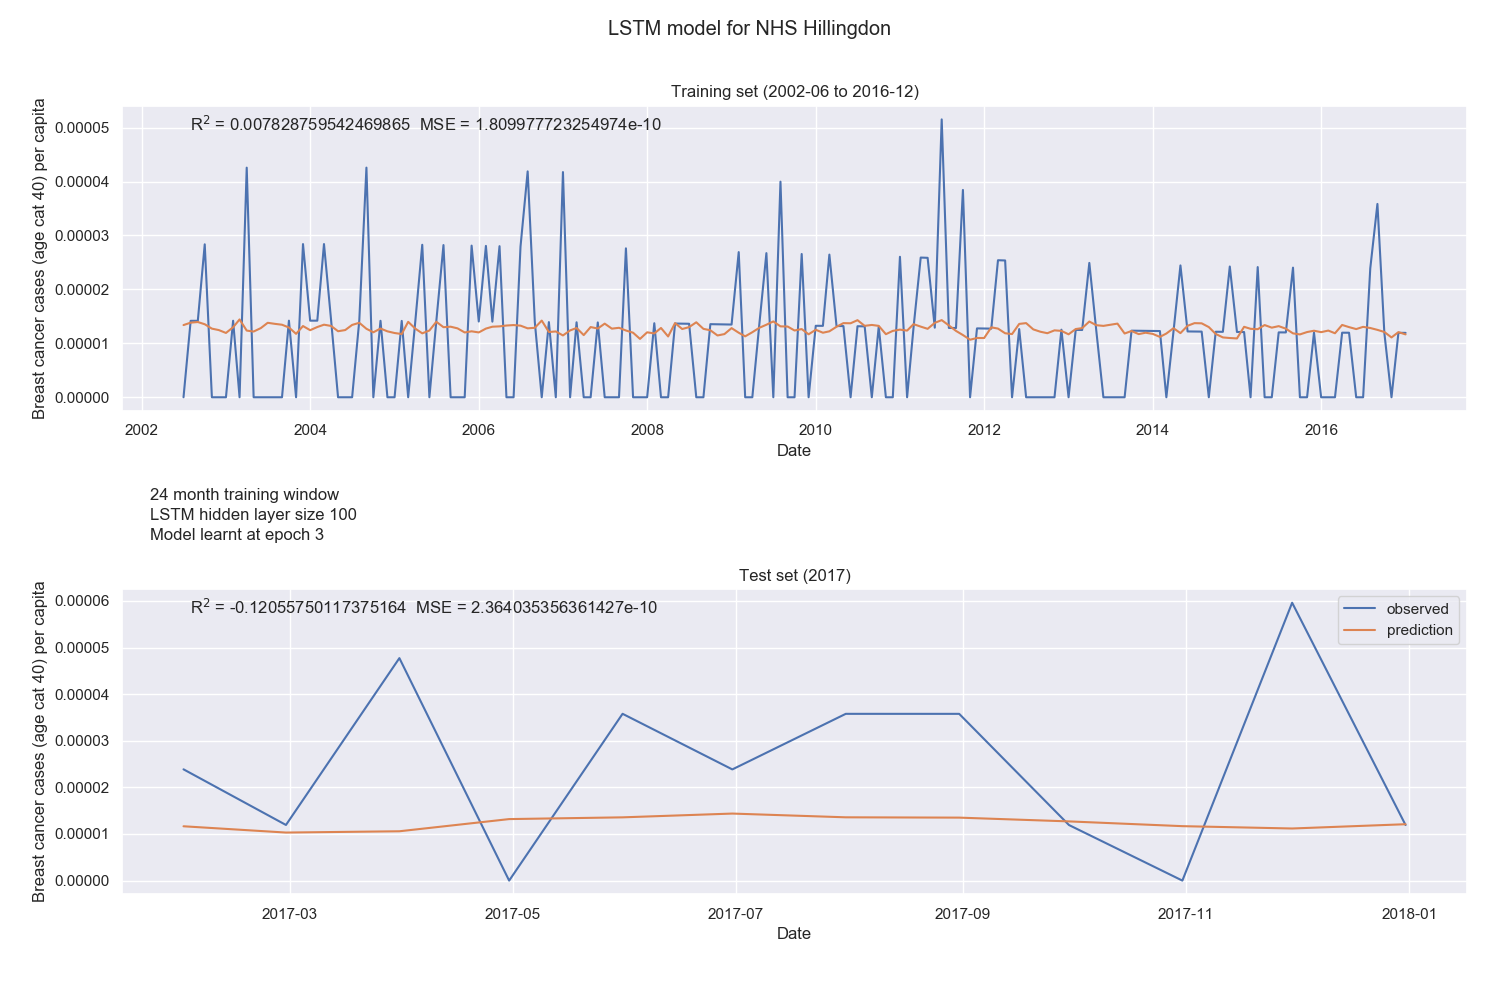 LSTM model for NHS Hillingdon
Training set (2002-06 to 2016-12)
R² = 0.007828759542469865 MSE = 1.809977723254974e-10
Breast cancer cases (age cat 40) per capita
0.00005
0.00004
0.00003
0.00002
0.00001
0.00000
2002 2004 2006 2008 2010 2012 2014 2016
Date
24 month training window
LSTM hidden layer size 100
Model learnt at epoch 3
Test set (2017)
R² = -0.12055750117375164 MSE = 2.364035356361427e-10
observed
prediction
Breast cancer cases (age cat 40) per capita
0.00006
0.00005
0.00004
0.00003
0.00002
0.00001
0.00000
2017-03 2017-05 2017-07 2017-09 2017-11 2018-01
Date